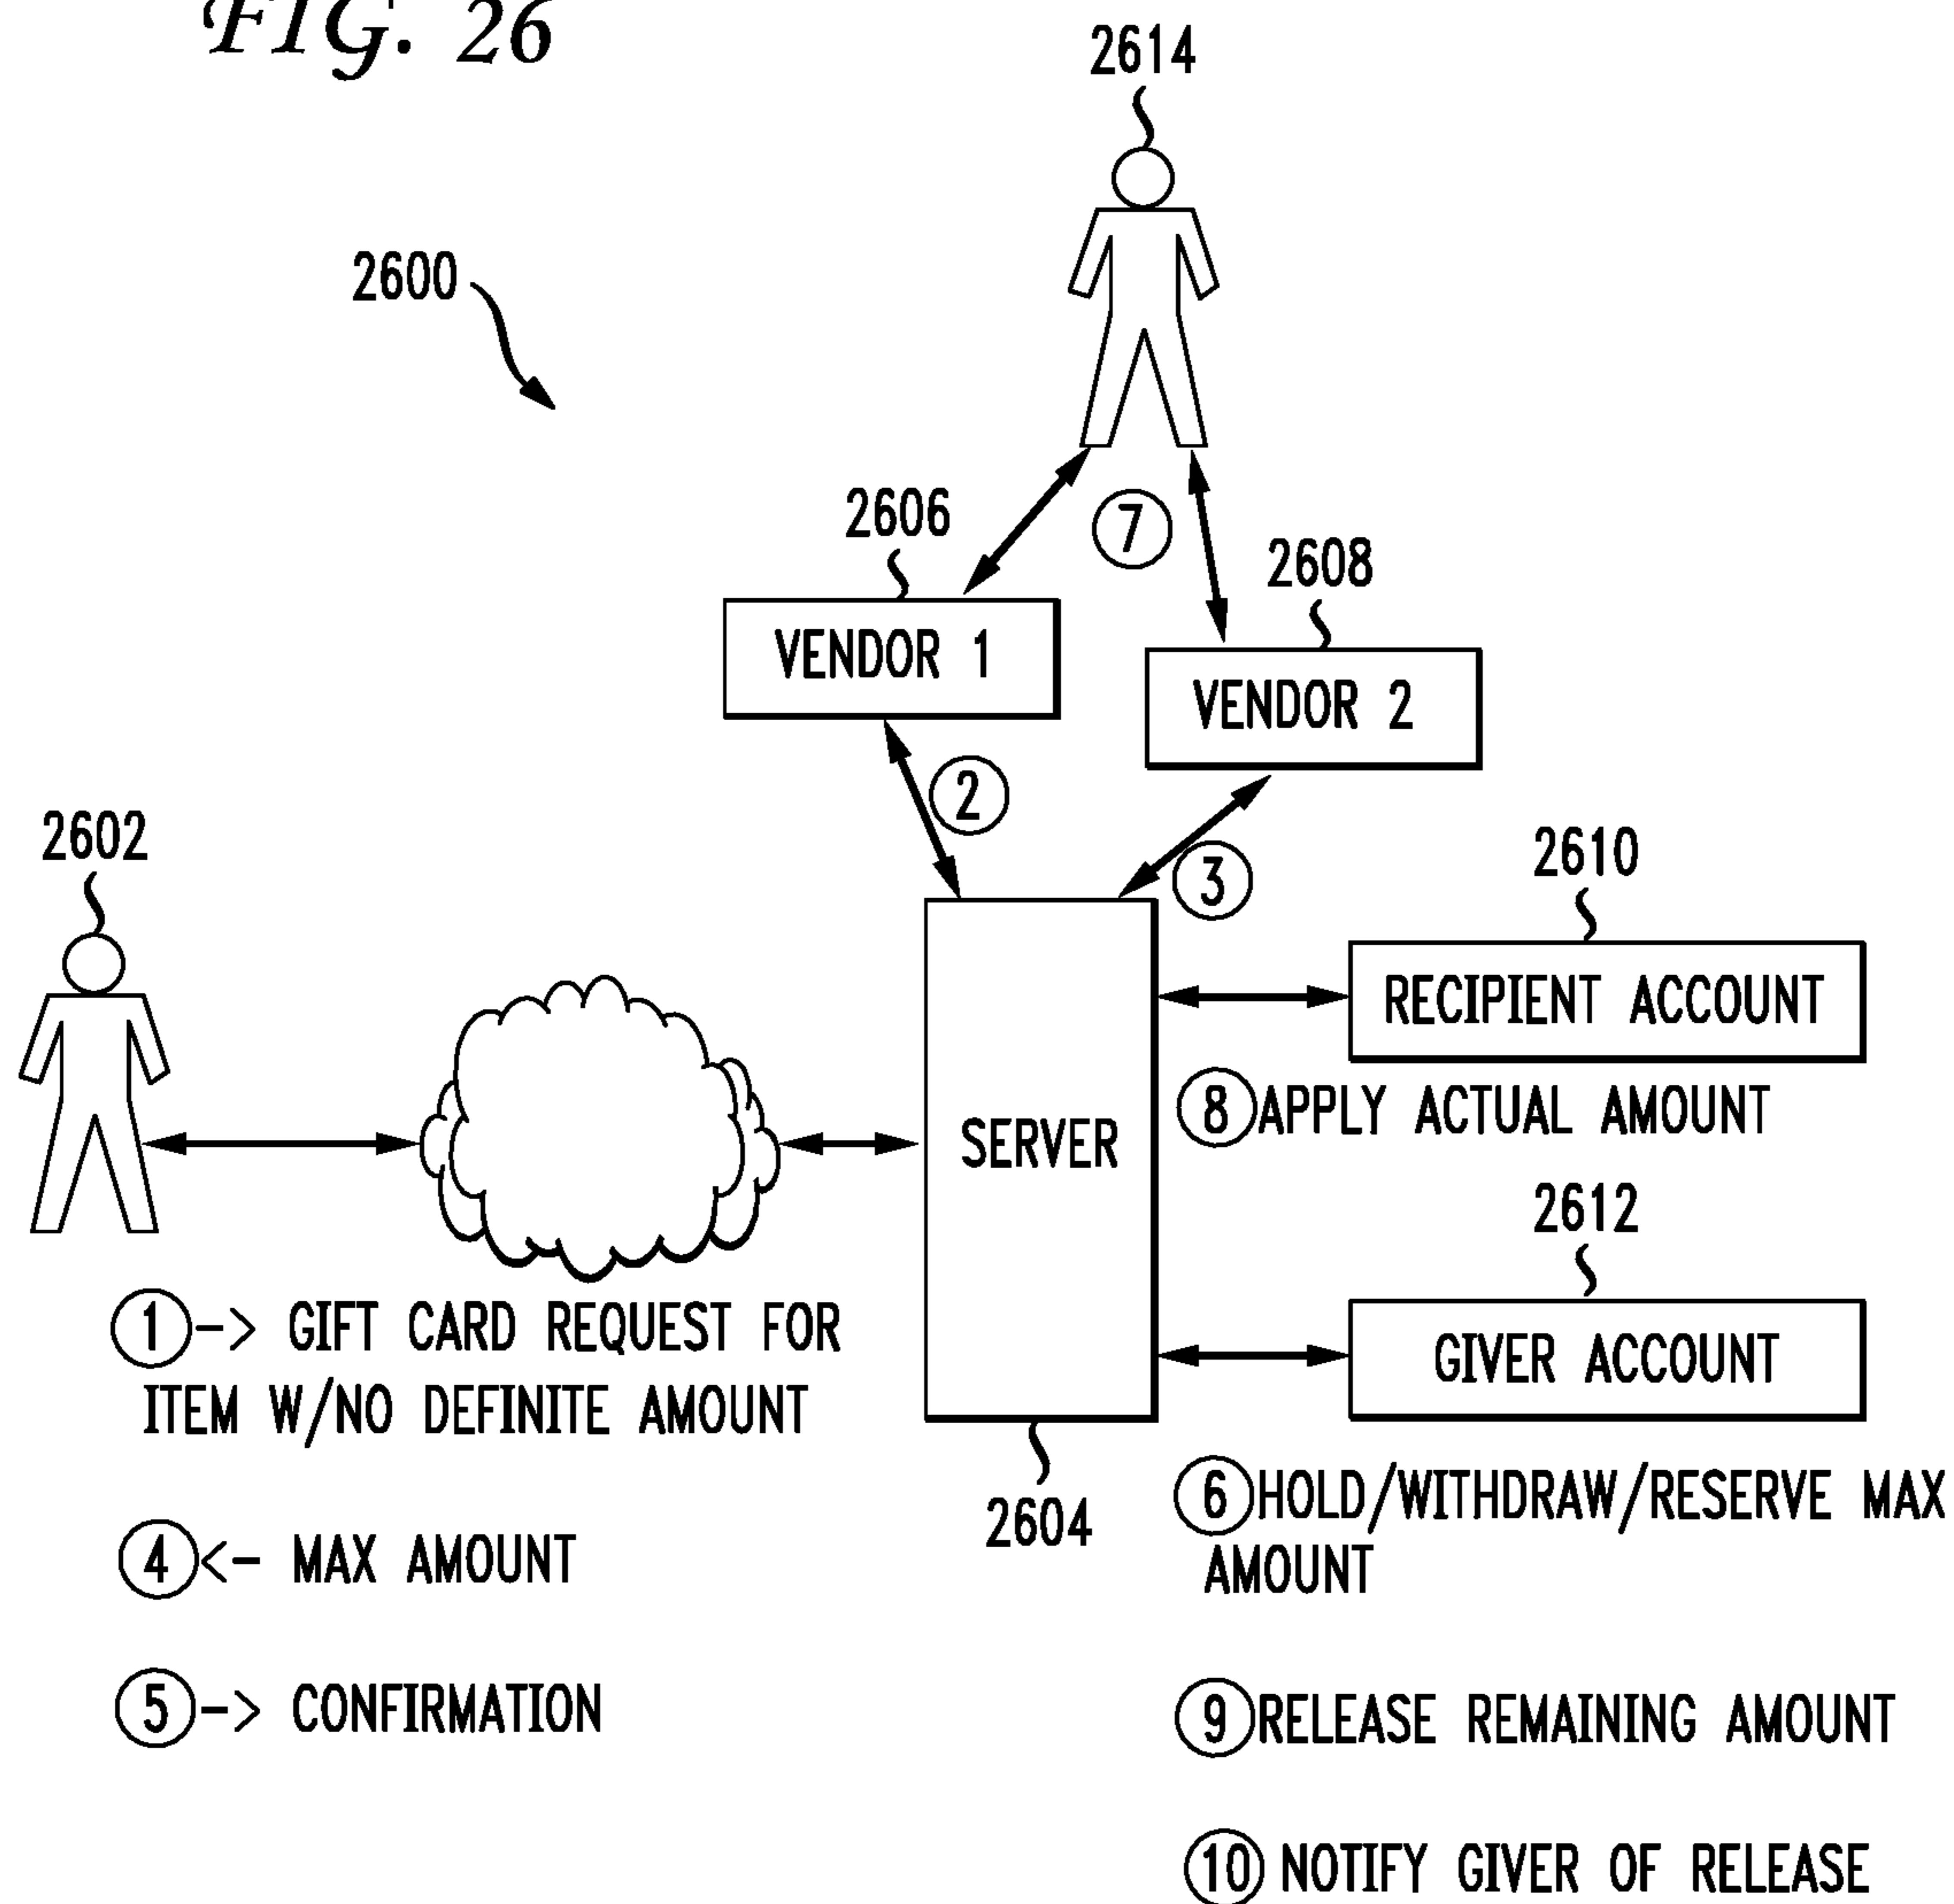 FIG. 26
2614
2600
2606
7
2608
VENDOR 1
VENDOR 2
2
2602
3
2610
RECIPIENT ACCOUNT
8 APPLY ACTUAL AMOUNT
SERVER
2612
1 -> GIFT CARD REQUEST FOR
ITEM W/NO DEFINITE AMOUNT
GIVER ACCOUNT
2604
6 HOLD/WITHDRAW/RESERVE MAX
AMOUNT
4 <- MAX AMOUNT
5 -> CONFIRMATION
9 RELEASE REMAINING AMOUNT
10 NOTIFY GIVER OF RELEASE